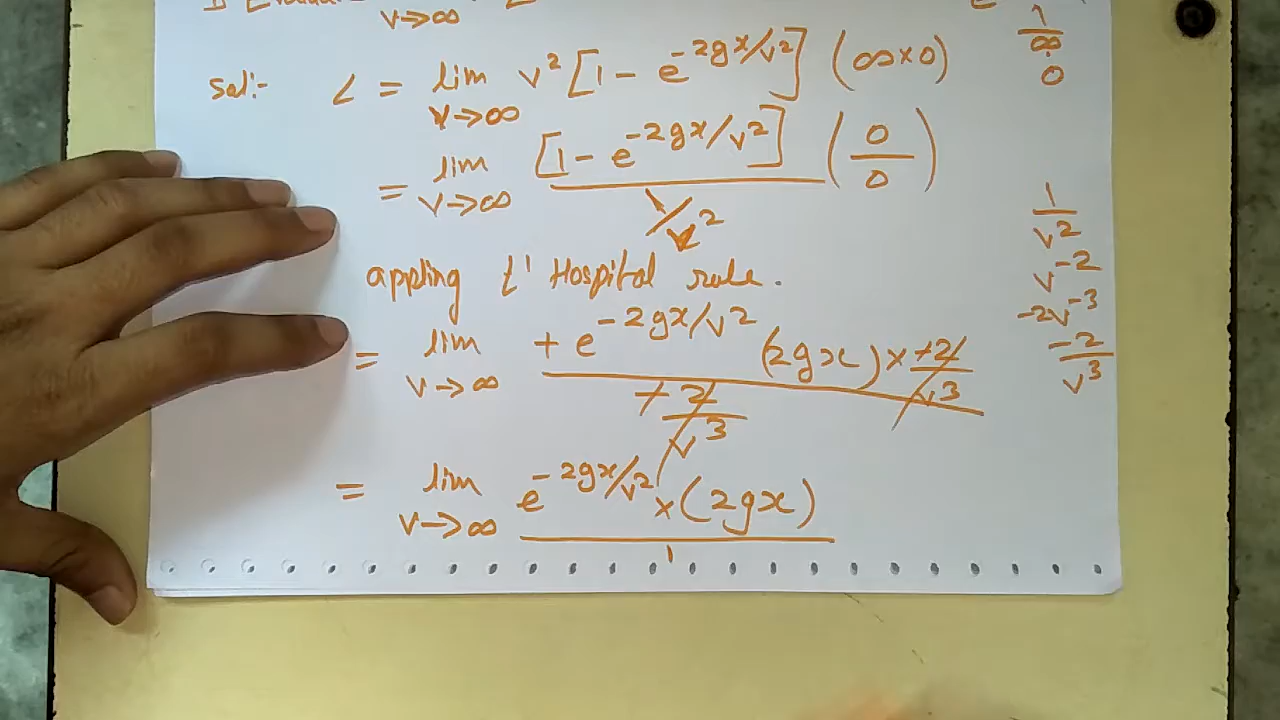 v→∞
1
∞
0
Sol:- L = lim v→∞ v² [1 - e^{-2gx/v²}] (∞×0)
= lim v→∞ [1 - e^{-2gx/v²}] / 1/v² (0/0)
1/v²
v^{-2}
-2v^{-3}
-2/v³
appling L' Hospital rule.
= lim v→∞ + e^{-2gx/v²} (2gx) × +2/v³ / + 2/v³
= lim v→∞ e^{-2gx/v²} × (2gx) / 1